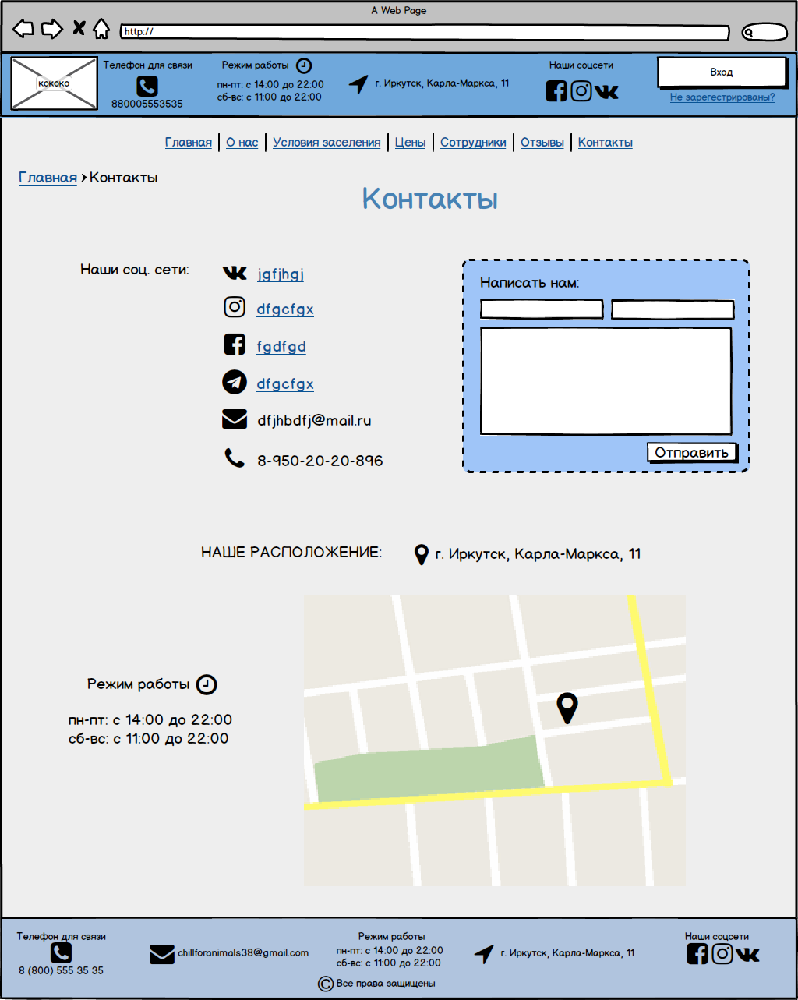 A Web Page
http://
кококо
Телефон для связи
880005553535
Режим работы
пн-пт: с 14:00 до 22:00
сб-вс: с 11:00 до 22:00
г. Иркутск, Карла-Маркса, 11
Наши соцсети
Вход
Не зарегестрированы?
Главная О нас Условия заселения Цены Сотрудники Отзывы Контакты
Главная › Контакты
Контакты
Наши соц. сети:
jgfjhgj
dfgcfgx
fgdfgd
dfgcfgx
dfjhbdfj@mail.ru
8-950-20-20-896
Написать нам:
Отправить
НАШЕ РАСПОЛОЖЕНИЕ:
г. Иркутск, Карла-Маркса, 11
Режим работы
пн-пт: с 14:00 до 22:00
сб-вс: с 11:00 до 22:00
Телефон для связи
8 (800) 555 35 35
chillforanimals38@gmail.com
Режим работы
пн-пт: с 14:00 до 22:00
сб-вс: с 11:00 до 22:00
г. Иркутск, Карла-Маркса, 11
Наши соцсети
© Все права защищены